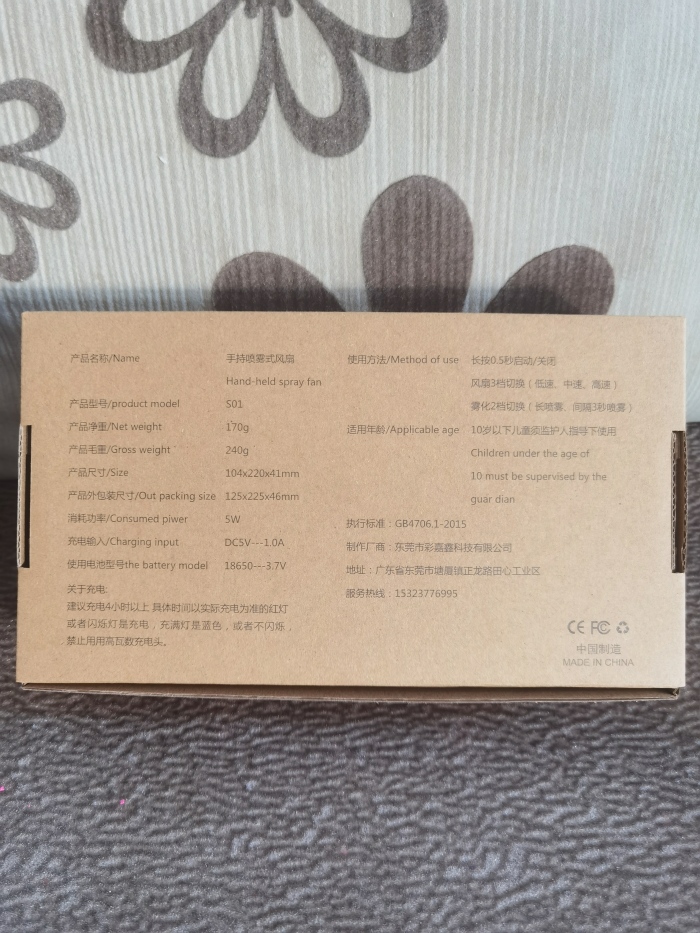 产品名称/Name 手持喷雾式风扇
Hand-held spray fan
产品型号/product model S01
产品净重/Net weight 170g
产品毛重/Gross weight 240g
产品尺寸/Size 104x220x41mm
产品外包装尺寸/Out packing size 125x225x46mm
消耗功率/Consumed piwer 5W
充电输入/Charging input DC5V---1.0A
使用电池型号the battery model 18650---3.7V
关于充电:
建议充电4小时以上 具体时间以实际充电为准的红灯
或者闪烁灯是充电，充满灯是蓝色，或者不闪烁，
禁止用用高瓦数充电头。
使用方法/Method of use 长按0.5秒启动/关闭
风扇3档切换（低速、中速、高速）
雾化2档切换（长喷雾、间隔3秒喷雾）
适用年龄/Applicable age 10岁以下儿童须监护人指导下使用
Children under the age of
10 must be supervised by the
guar dian
执行标准：GB4706.1-2015
制作厂商：东莞市彩嘉鑫科技有限公司
地址：广东省东莞市塘厦镇正龙路田心工业区
服务热线：15323776995
CE FC
中国制造
MADE IN CHINA